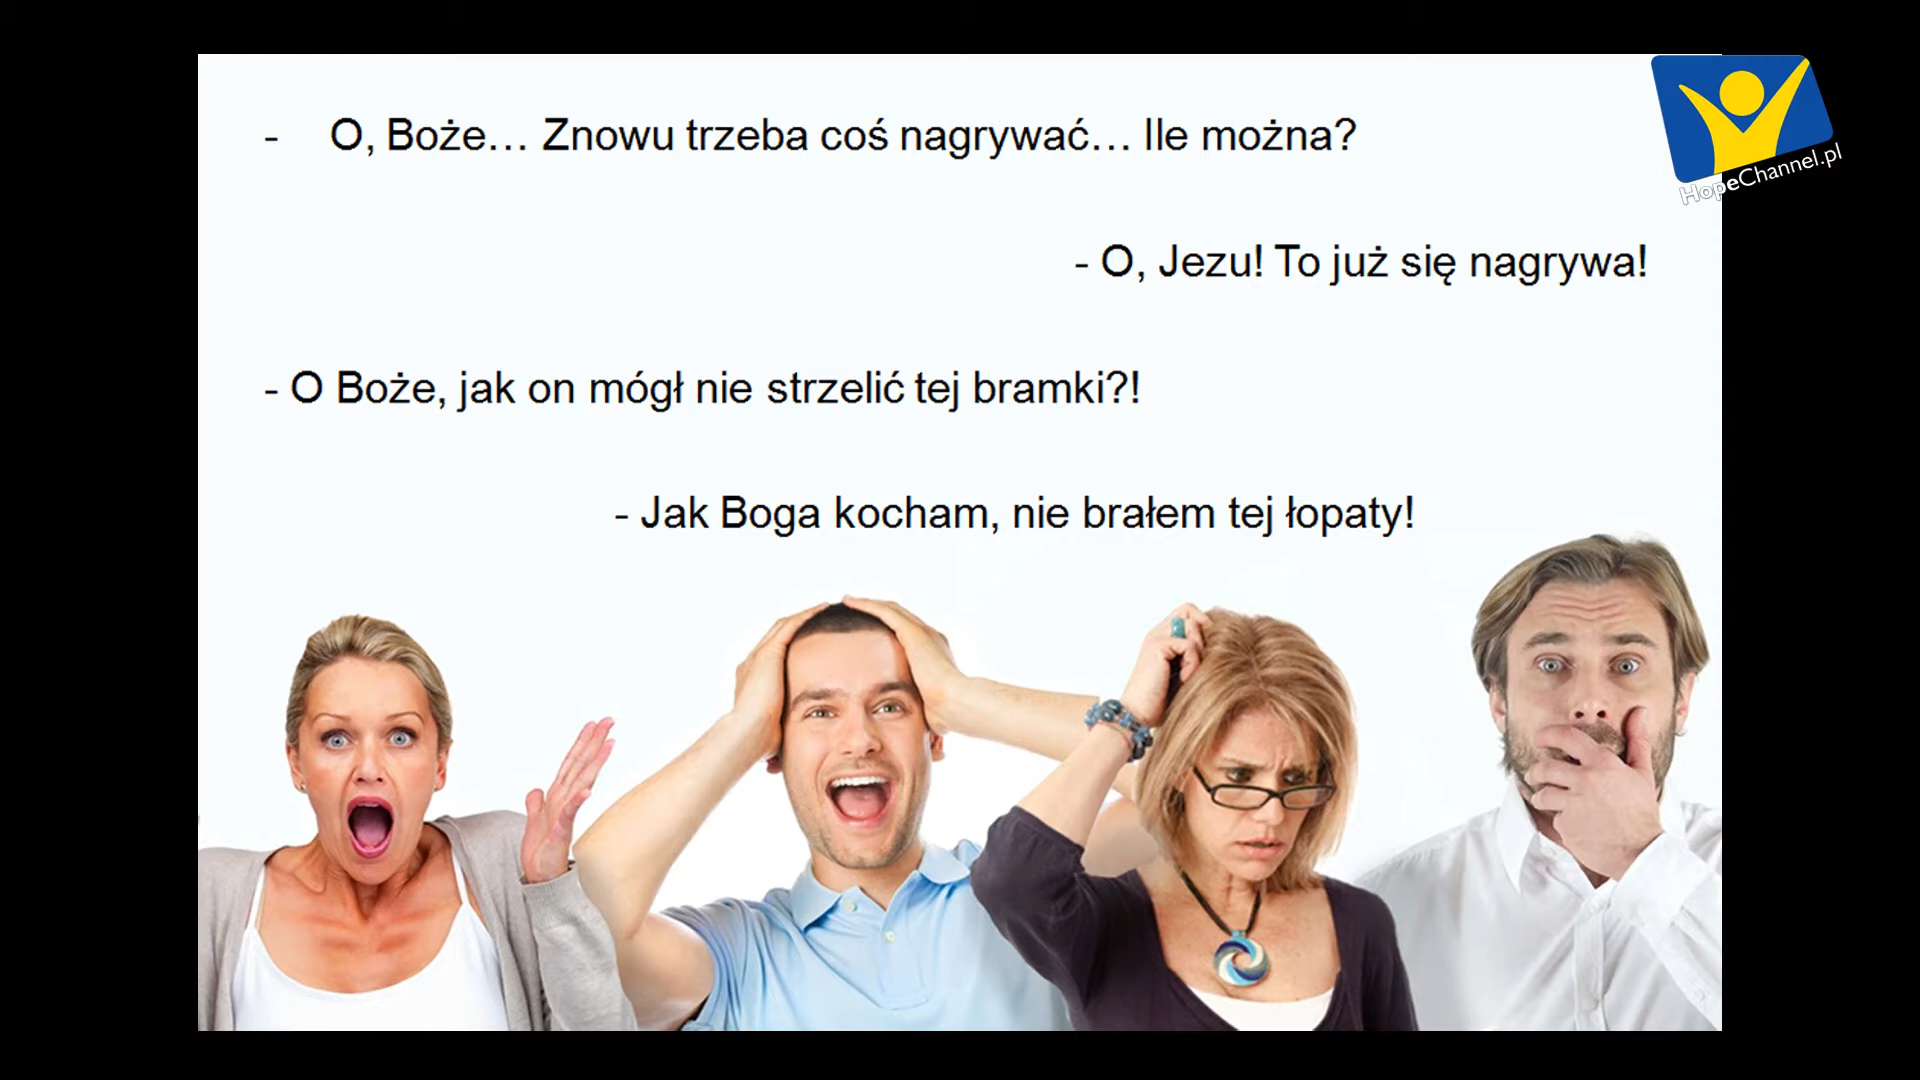 - O, Boże… Znowu trzeba coś nagrywać… Ile można?
HopeChannel.pl
- O, Jezu! To już się nagrywa!
- O Boże, jak on mógł nie strzelić tej bramki?!
- Jak Boga kocham, nie brałem tej łopaty!